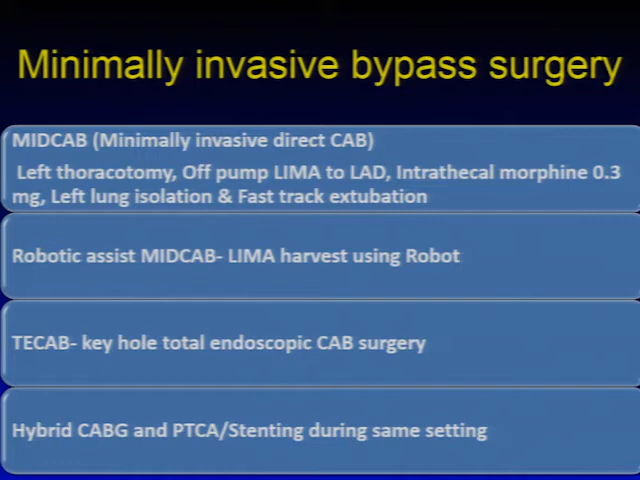 Minimally invasive bypass surgery
MIDCAB (Minimally invasive direct CAB)
Left thoracotomy, Off pump LIMA to LAD, Intrathecal morphine 0.3
mg, Left lung isolation & Fast track extubation
Robotic assist MIDCAB- LIMA harvest using Robot
TECAB- key hole total endoscopic CAB surgery
Hybrid CABG and PTCA/Stenting during same setting